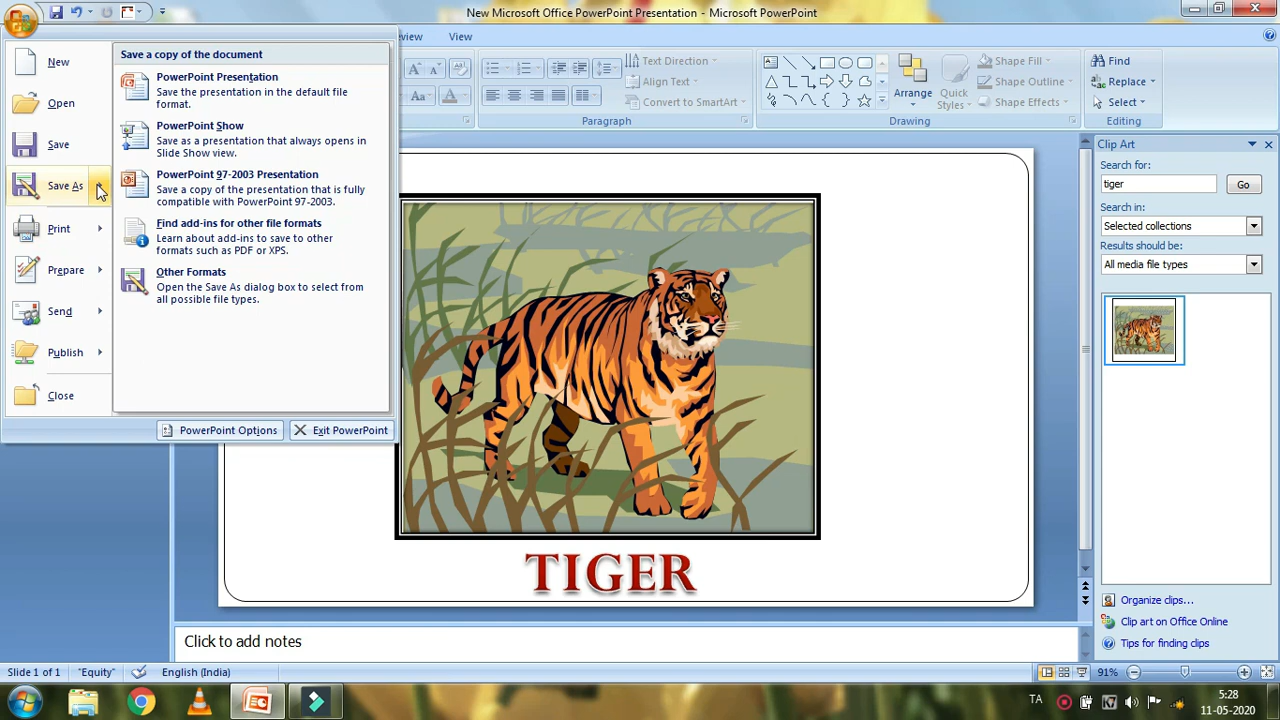 New Microsoft Office PowerPoint Presentation - Microsoft PowerPoint
View
New
Open
Save
Save As
Print
Prepare
Send
Publish
Close
Save a copy of the document
PowerPoint Presentation
Save the presentation in the default file
format.
PowerPoint Show
Save as a presentation that always opens in
Slide Show view.
PowerPoint 97-2003 Presentation
Save a copy of the presentation that is fully
compatible with PowerPoint 97-2003.
Find add-ins for other file formats
Learn about add-ins to save to other
formats such as PDF or XPS.
Other Formats
Open the Save As dialog box to select from
all possible file types.
PowerPoint Options
Exit PowerPoint
Aa
A
Text Direction
Align Text
Convert to SmartArt
Paragraph
Arrange
Quick
Styles
Shape Fill
Shape Outline
Shape Effects
Drawing
Find
Replace
Select
Editing
TIGER
Click to add notes
Clip Art
Search for:
tiger
Go
Search in:
Selected collections
Results should be:
All media file types
Organize clips...
Clip art on Office Online
Tips for finding clips
Slide 1 of 1
"Equity"
English (India)
91%
TA
5:28
11-05-2020